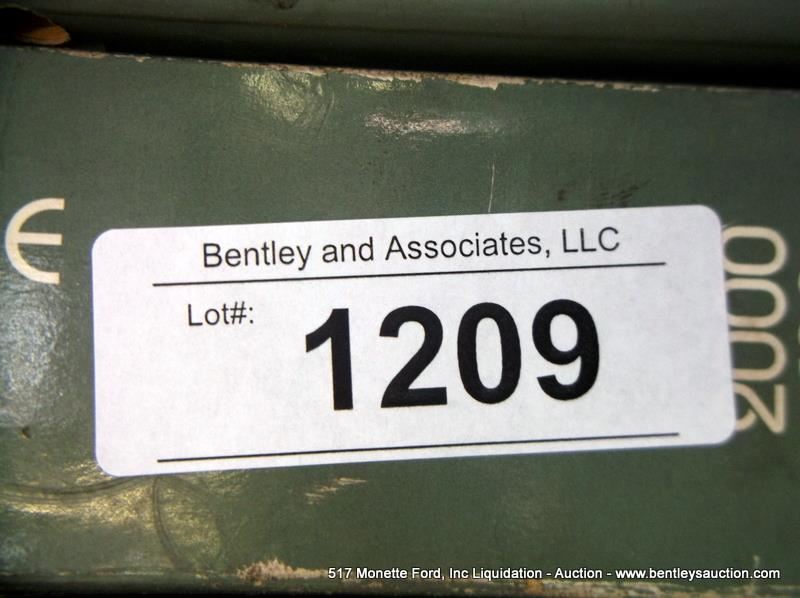 Bentley and Associates, LLC
Lot#:
1209
2000
517 Monette Ford, Inc Liquidation - Auction - www.bentleysauction.com